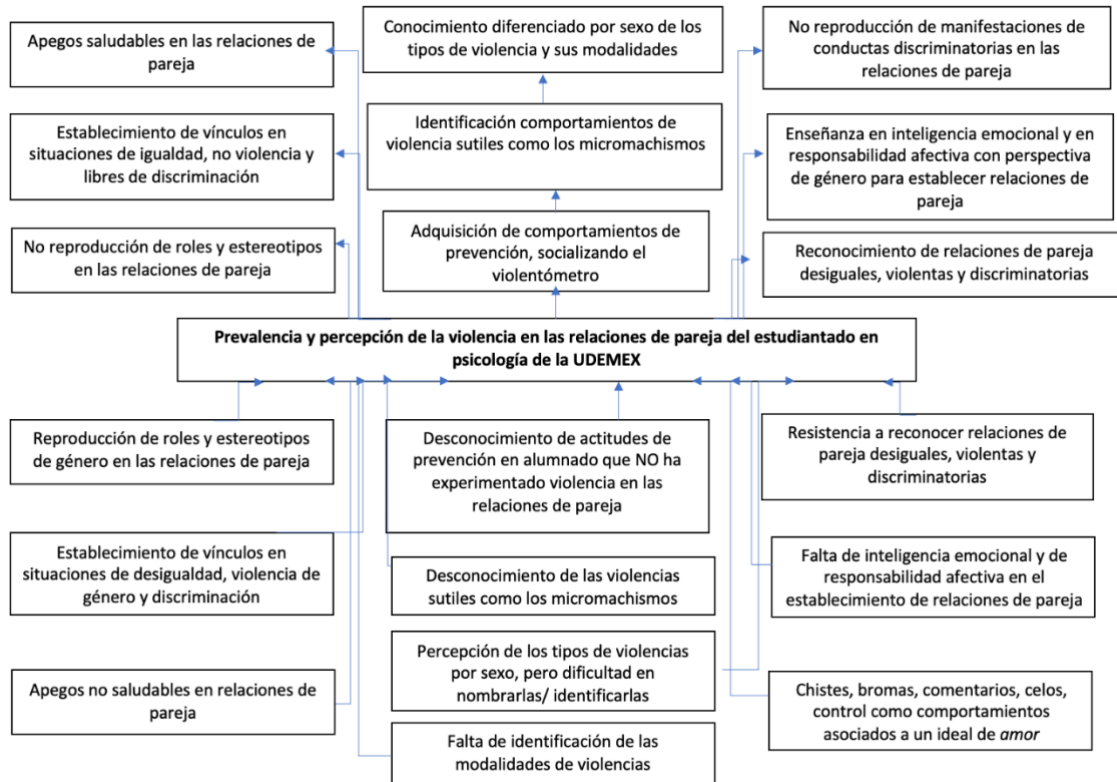 Apegos saludables en las relaciones de
pareja
Conocimiento diferenciado por sexo de los
tipos de violencia y sus modalidades
No reproducción de manifestaciones de
conductas discriminatorias en las
relaciones de pareja
Establecimiento de vínculos en
situaciones de igualdad, no violencia y
libres de discriminación
Identificación comportamientos de
violencia sutiles como los micromachismos
Enseñanza en inteligencia emocional y en
responsabilidad afectiva con perspectiva
de género para establecer relaciones de
pareja
No reproducción de roles y estereotipos
en las relaciones de pareja
Adquisición de comportamientos de
prevención, socializando el
violentómetro
Reconocimiento de relaciones de pareja
desiguales, violentas y discriminatorias
Prevalencia y percepción de la violencia en las relaciones de pareja del estudiantado en
psicología de la UDEMEX
Reproducción de roles y estereotipos
de género en las relaciones de pareja
Desconocimiento de actitudes de
prevención en alumnado que NO ha
experimentado violencia en las
relaciones de pareja
Resistencia a reconocer relaciones de
pareja desiguales, violentas y
discriminatorias
Establecimiento de vínculos en
situaciones de desigualdad, violencia de
género y discriminación
Desconocimiento de las violencias
sutiles como los micromachismos
Falta de inteligencia emocional y de
responsabilidad afectiva en el
establecimiento de relaciones de pareja
Apegos no saludables en relaciones de
pareja
Percepción de los tipos de violencias
por sexo, pero dificultad en
nombrarlas/ identificarlas
Chistes, bromas, comentarios, celos,
control como comportamientos
asociados a un ideal de amor
Falta de identificación de las
modalidades de violencias